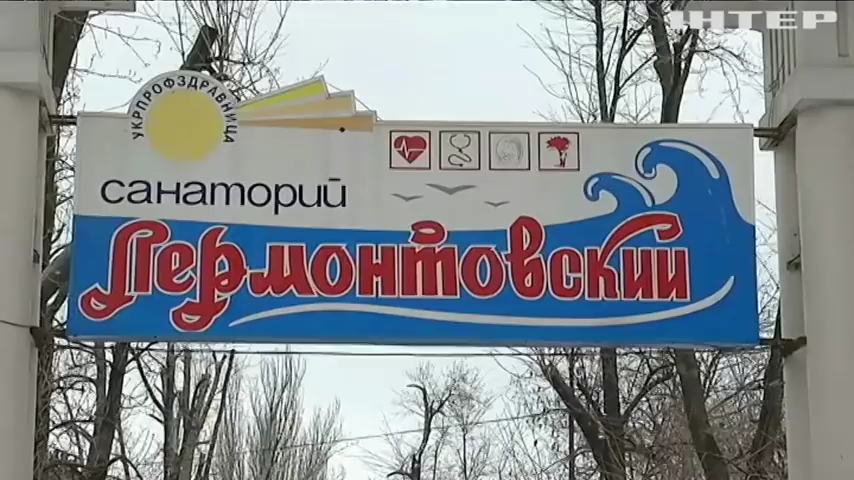 ІНТЕР
УКРПРОФЗДРАВНИЦА
санаторий
Лермонтовский